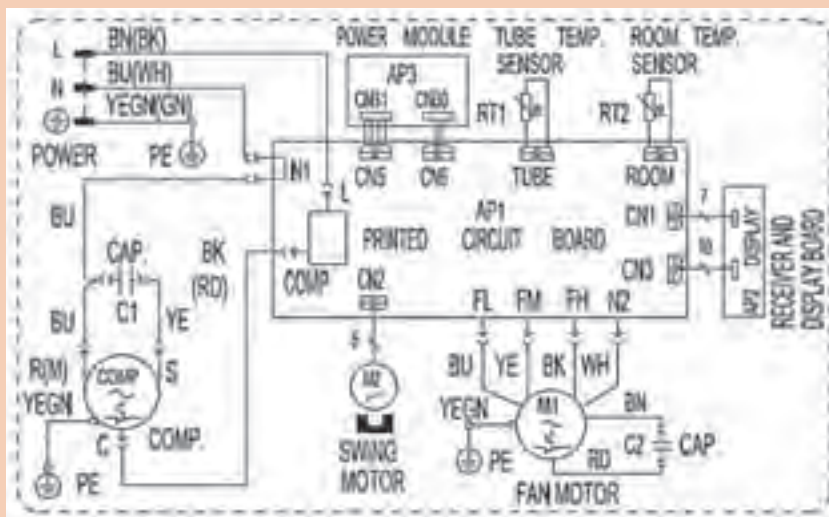 BN(BK)
L
BU(WH)
N
YEGN(GN)
POWER
PE
POWER MODULE
AP3
CN30
TUBE TEMP.
SENSOR
RT1
ROOM TEMP.
SENSOR
RT2
CN5
CN6
TUBE
ROOM
IN1
L
AP1
PRINTED CIRCUIT BOARD
COMP
CN2
CN1
CN3
7
DISPLAY
AP2
RECEIVER AND
DISPLAY BOARD
FL
FM
FH
N2
BU
CAP.
C1
BU
YE
BK
(RD)
R(M)
COMP
S
YEGN
C
COMP.
PE
5
M2
SWING
MOTOR
BU
YE
BK
WH
YEGN
M1
BN
PE
RD
C2
CAP.
FAN MOTOR